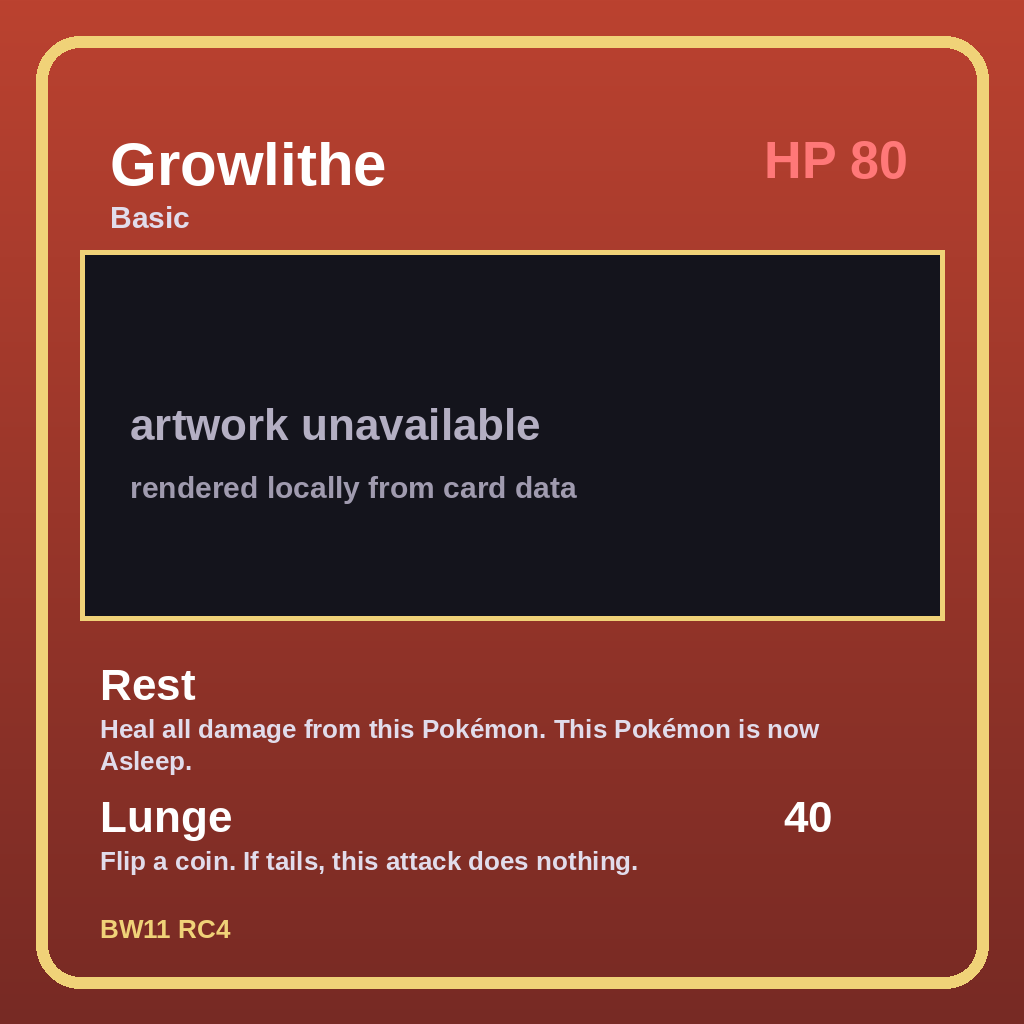 Growlithe
HP 80
Basic
artwork unavailable
rendered locally from card data
Rest
Heal all damage from this Pokémon. This Pokémon is now
Asleep.
Lunge
40
Flip a coin. If tails, this attack does nothing.
BW11 RC4